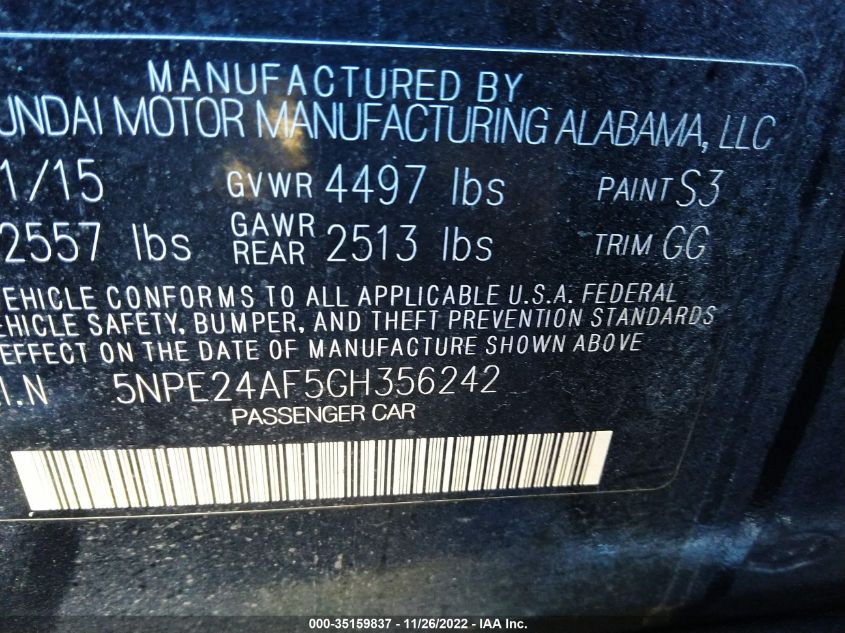 MANUFACTURED BY
UNDAI MOTOR MANUFACTURING ALABAMA, LLC
1/15 GVWR 4497 lbs PAINT S3
2557 lbs GAWR REAR 2513 lbs TRIM GG
EHICLE CONFORMS TO ALL APPLICABLE U.S.A. FEDERAL
EHICLE SAFETY, BUMPER, AND THEFT PREVENTION STANDARDS
EFFECT ON THE DATE OF MANUFACTURE SHOWN ABOVE
I.N 5NPE24AF5GH356242
PASSENGER CAR
000-35159837 - 11/26/2022 - IAA Inc.